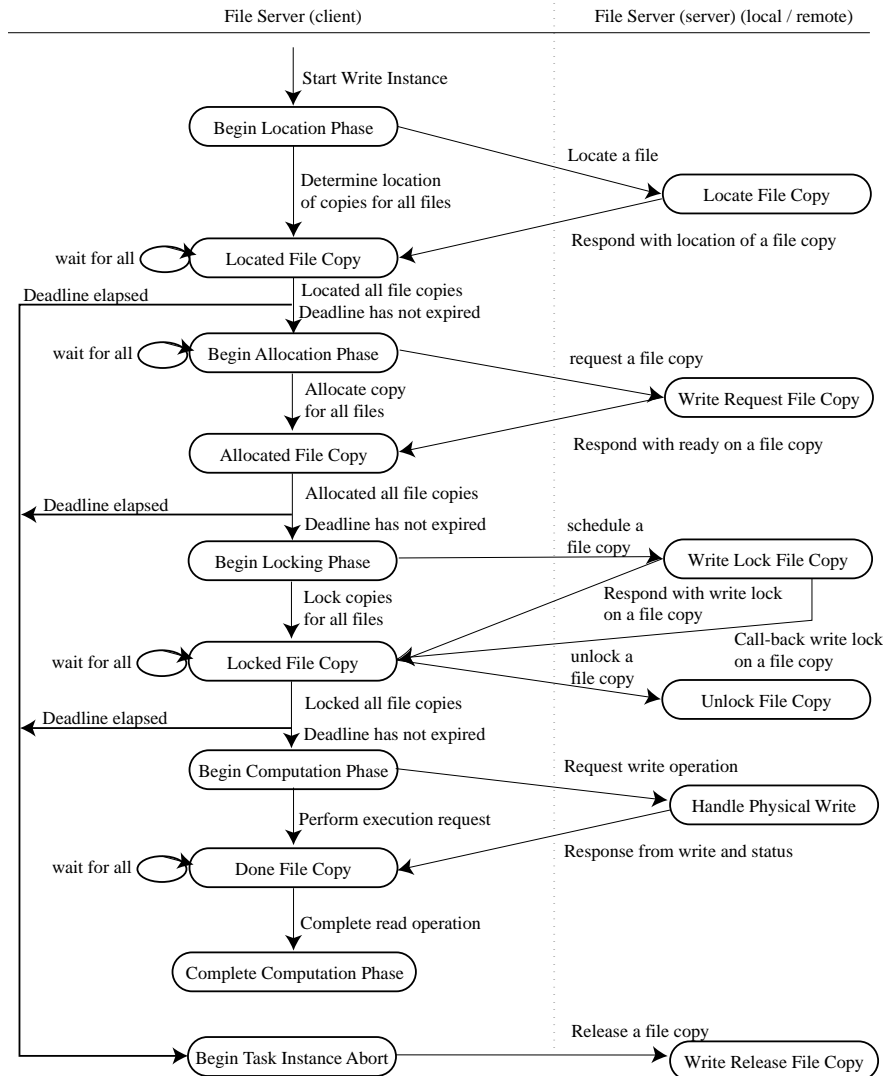 File Server (client)
File Server (server) (local / remote)
Start Write Instance
Begin Location Phase
Locate a file
Determine location
of copies for all files
Locate File Copy
Respond with location of a file copy
wait for all
Located File Copy
Deadline elapsed
Located all file copies
Deadline has not expired
wait for all
Begin Allocation Phase
request a file copy
Allocate copy
for all files
Write Request File Copy
Allocated File Copy
Respond with ready on a file copy
Allocated all file copies
Deadline elapsed
Deadline has not expired
schedule a
file copy
Begin Locking Phase
Write Lock File Copy
Lock copies
for all files
Respond with write lock
on a file copy
wait for all
Locked File Copy
Call-back write lock
on a file copy
unlock a
file copy
Unlock File Copy
Locked all file copies
Deadline elapsed
Deadline has not expired
Begin Computation Phase
Request write operation
Handle Physical Write
Perform execution request
wait for all
Done File Copy
Response from write and status
Complete read operation
Complete Computation Phase
Release a file copy
Begin Task Instance Abort
Write Release File Copy